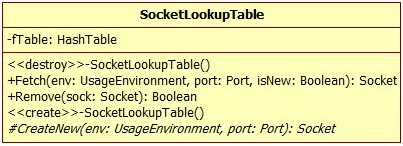 SocketLookupTable
-fTable: HashTable
<<destroy>>-SocketLookupTable()
+Fetch(env: UsageEnvironment, port: Port, isNew: Boolean): Socket
+Remove(sock: Socket): Boolean
<<create>>-SocketLookupTable()
#CreateNew(env: UsageEnvironment, port: Port): Socket